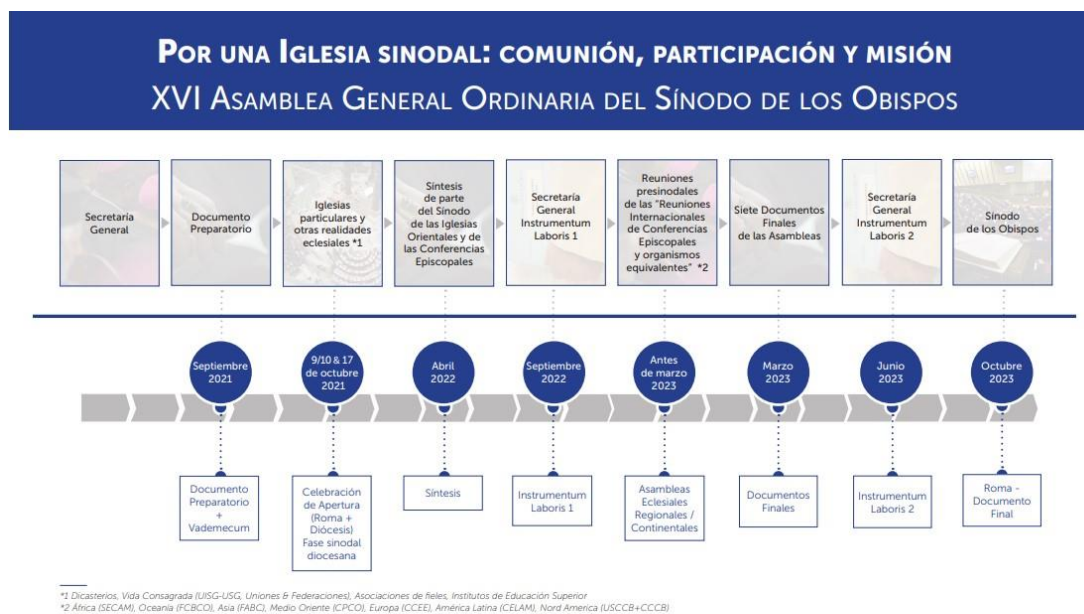 POR UNA IGLESIA SINODAL: COMUNIÓN, PARTICIPACIÓN Y MISIÓN
XVI ASAMBLEA GENERAL ORDINARIA DEL SÍNODO DE LOS OBISPOS
Secretaría
General
Documento
Preparatorio
Iglesias
particulares y
otras realidades
eclesiales *1
Síntesis
de parte
del Sínodo
de las Iglesias
Orientales y de
las Conferencias
Episcopales
Secretaría
General
Instrumentum
Laboris 1
Reuniones
presinodales
de las "Reuniones
Internacionales
de Conferencias
Episcopales
y organismos
equivalentes" *2
Siete Documentos
Finales
de las Asambleas
Secretaría
General
Instrumentum
Laboris 2
Sínodo
de los Obispos
Septiembre
2021
9/10 & 17
de octubre
2021
Abril
2022
Septiembre
2022
Antes
de marzo
2023
Marzo
2023
Junio
2023
Octubre
2023
Documento
Preparatorio
+
Vademecum
Celebración
de Apertura
(Roma +
Diócesis)
Fase sinodal
diocesana
Síntesis
Instrumentum
Laboris 1
Asambleas
Eclesiales
Regionales /
Continentales
Documentos
Finales
Instrumentum
Laboris 2
Roma -
Documento
Final
*1 Dicasterios, Vida Consagrada (UISG-USG, Uniones & Federaciones), Asociaciones de fieles, Institutos de Educación Superior
*2 África (SECAM), Oceanía (FCBCO), Asia (FABC), Medio Oriente (CPCO), Europa (CCEE), América Latina (CELAM), Nord America (USCCB+CCCB)